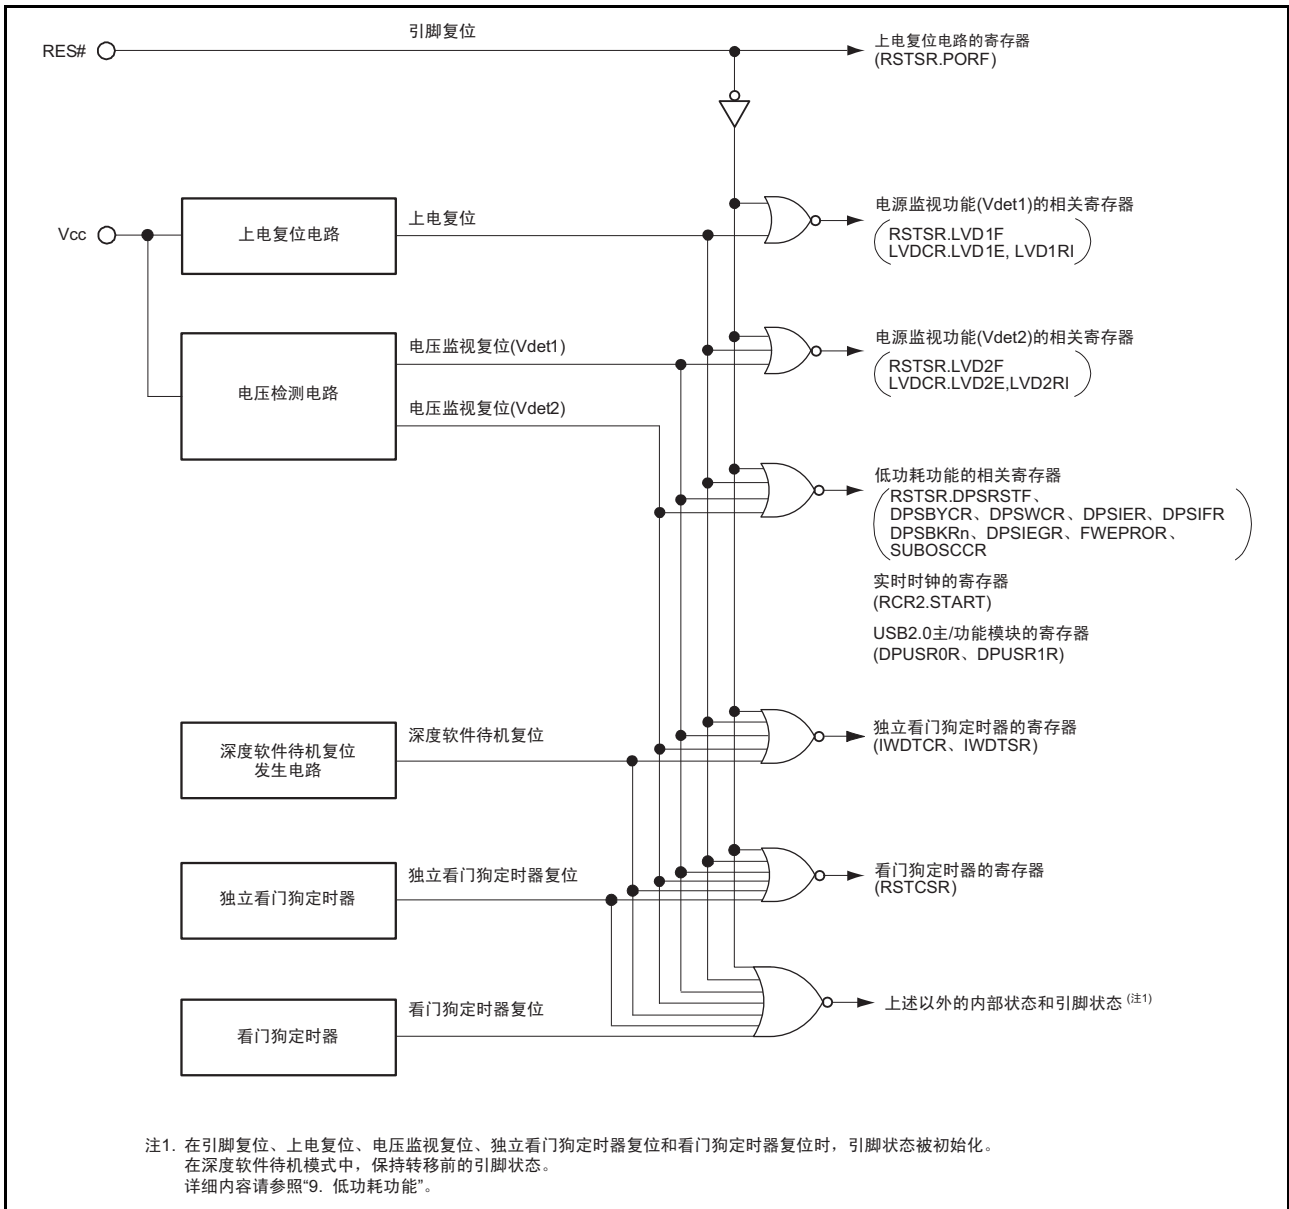 引脚复位
RES#
上电复位电路的寄存器
(RSTSR.PORF)
Vcc
上电复位电路
上电复位
电源监视功能(Vdet1)的相关寄存器
RSTSR.LVD1F
LVDCR.LVD1E, LVD1RI
电压检测电路
电压监视复位(Vdet1)
电压监视复位(Vdet2)
电源监视功能(Vdet2)的相关寄存器
RSTSR.LVD2F
LVDCR.LVD2E,LVD2RI
低功耗功能的相关寄存器
RSTSR.DPSRSTF、
DPSBYCR、DPSWCR、DPSIER、DPSIFR
DPSBKRn、DPSIEGR、FWEPROR、
SUBOSCCR
实时时钟的寄存器
(RCR2.START)
USB2.0主/功能模块的寄存器
(DPUSR0R、DPUSR1R)
深度软件待机复位
发生电路
深度软件待机复位
独立看门狗定时器的寄存器
(IWDTCR、IWDTSR)
独立看门狗定时器
独立看门狗定时器复位
看门狗定时器的寄存器
(RSTCSR)
看门狗定时器
看门狗定时器复位
上述以外的内部状态和引脚状态 (注1)
注1. 在引脚复位、上电复位、电压监视复位、独立看门狗定时器复位和看门狗定时器复位时，引脚状态被初始化。
在深度软件待机模式中，保持转移前的引脚状态。
详细内容请参照“9. 低功耗功能”。